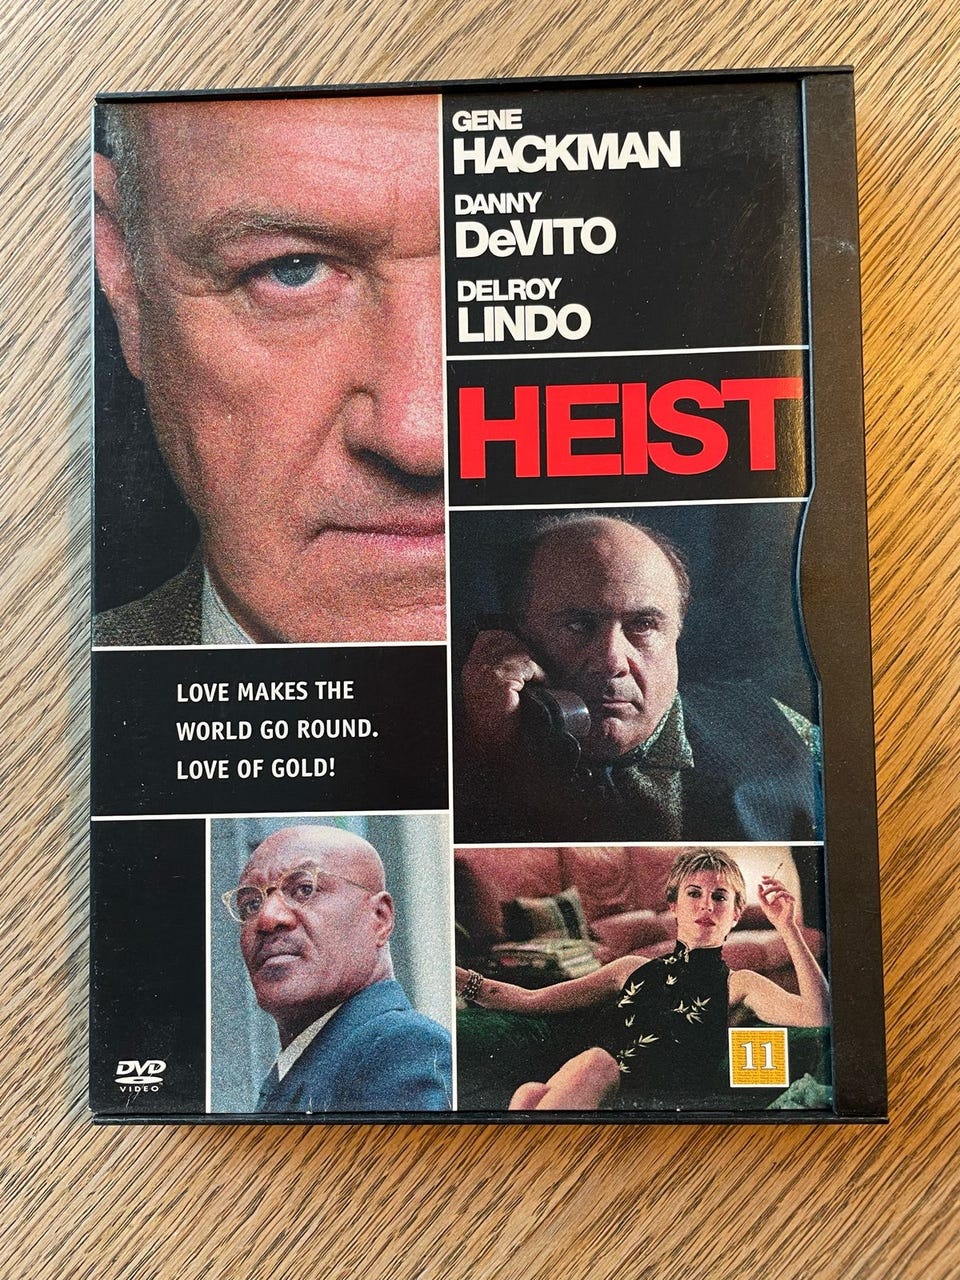 GENE
HACKMAN
DANNY
DeVITO
DELROY
LINDO
HEIST
LOVE MAKES THE
WORLD GO ROUND.
LOVE OF GOLD!
DVD
VIDEO
11